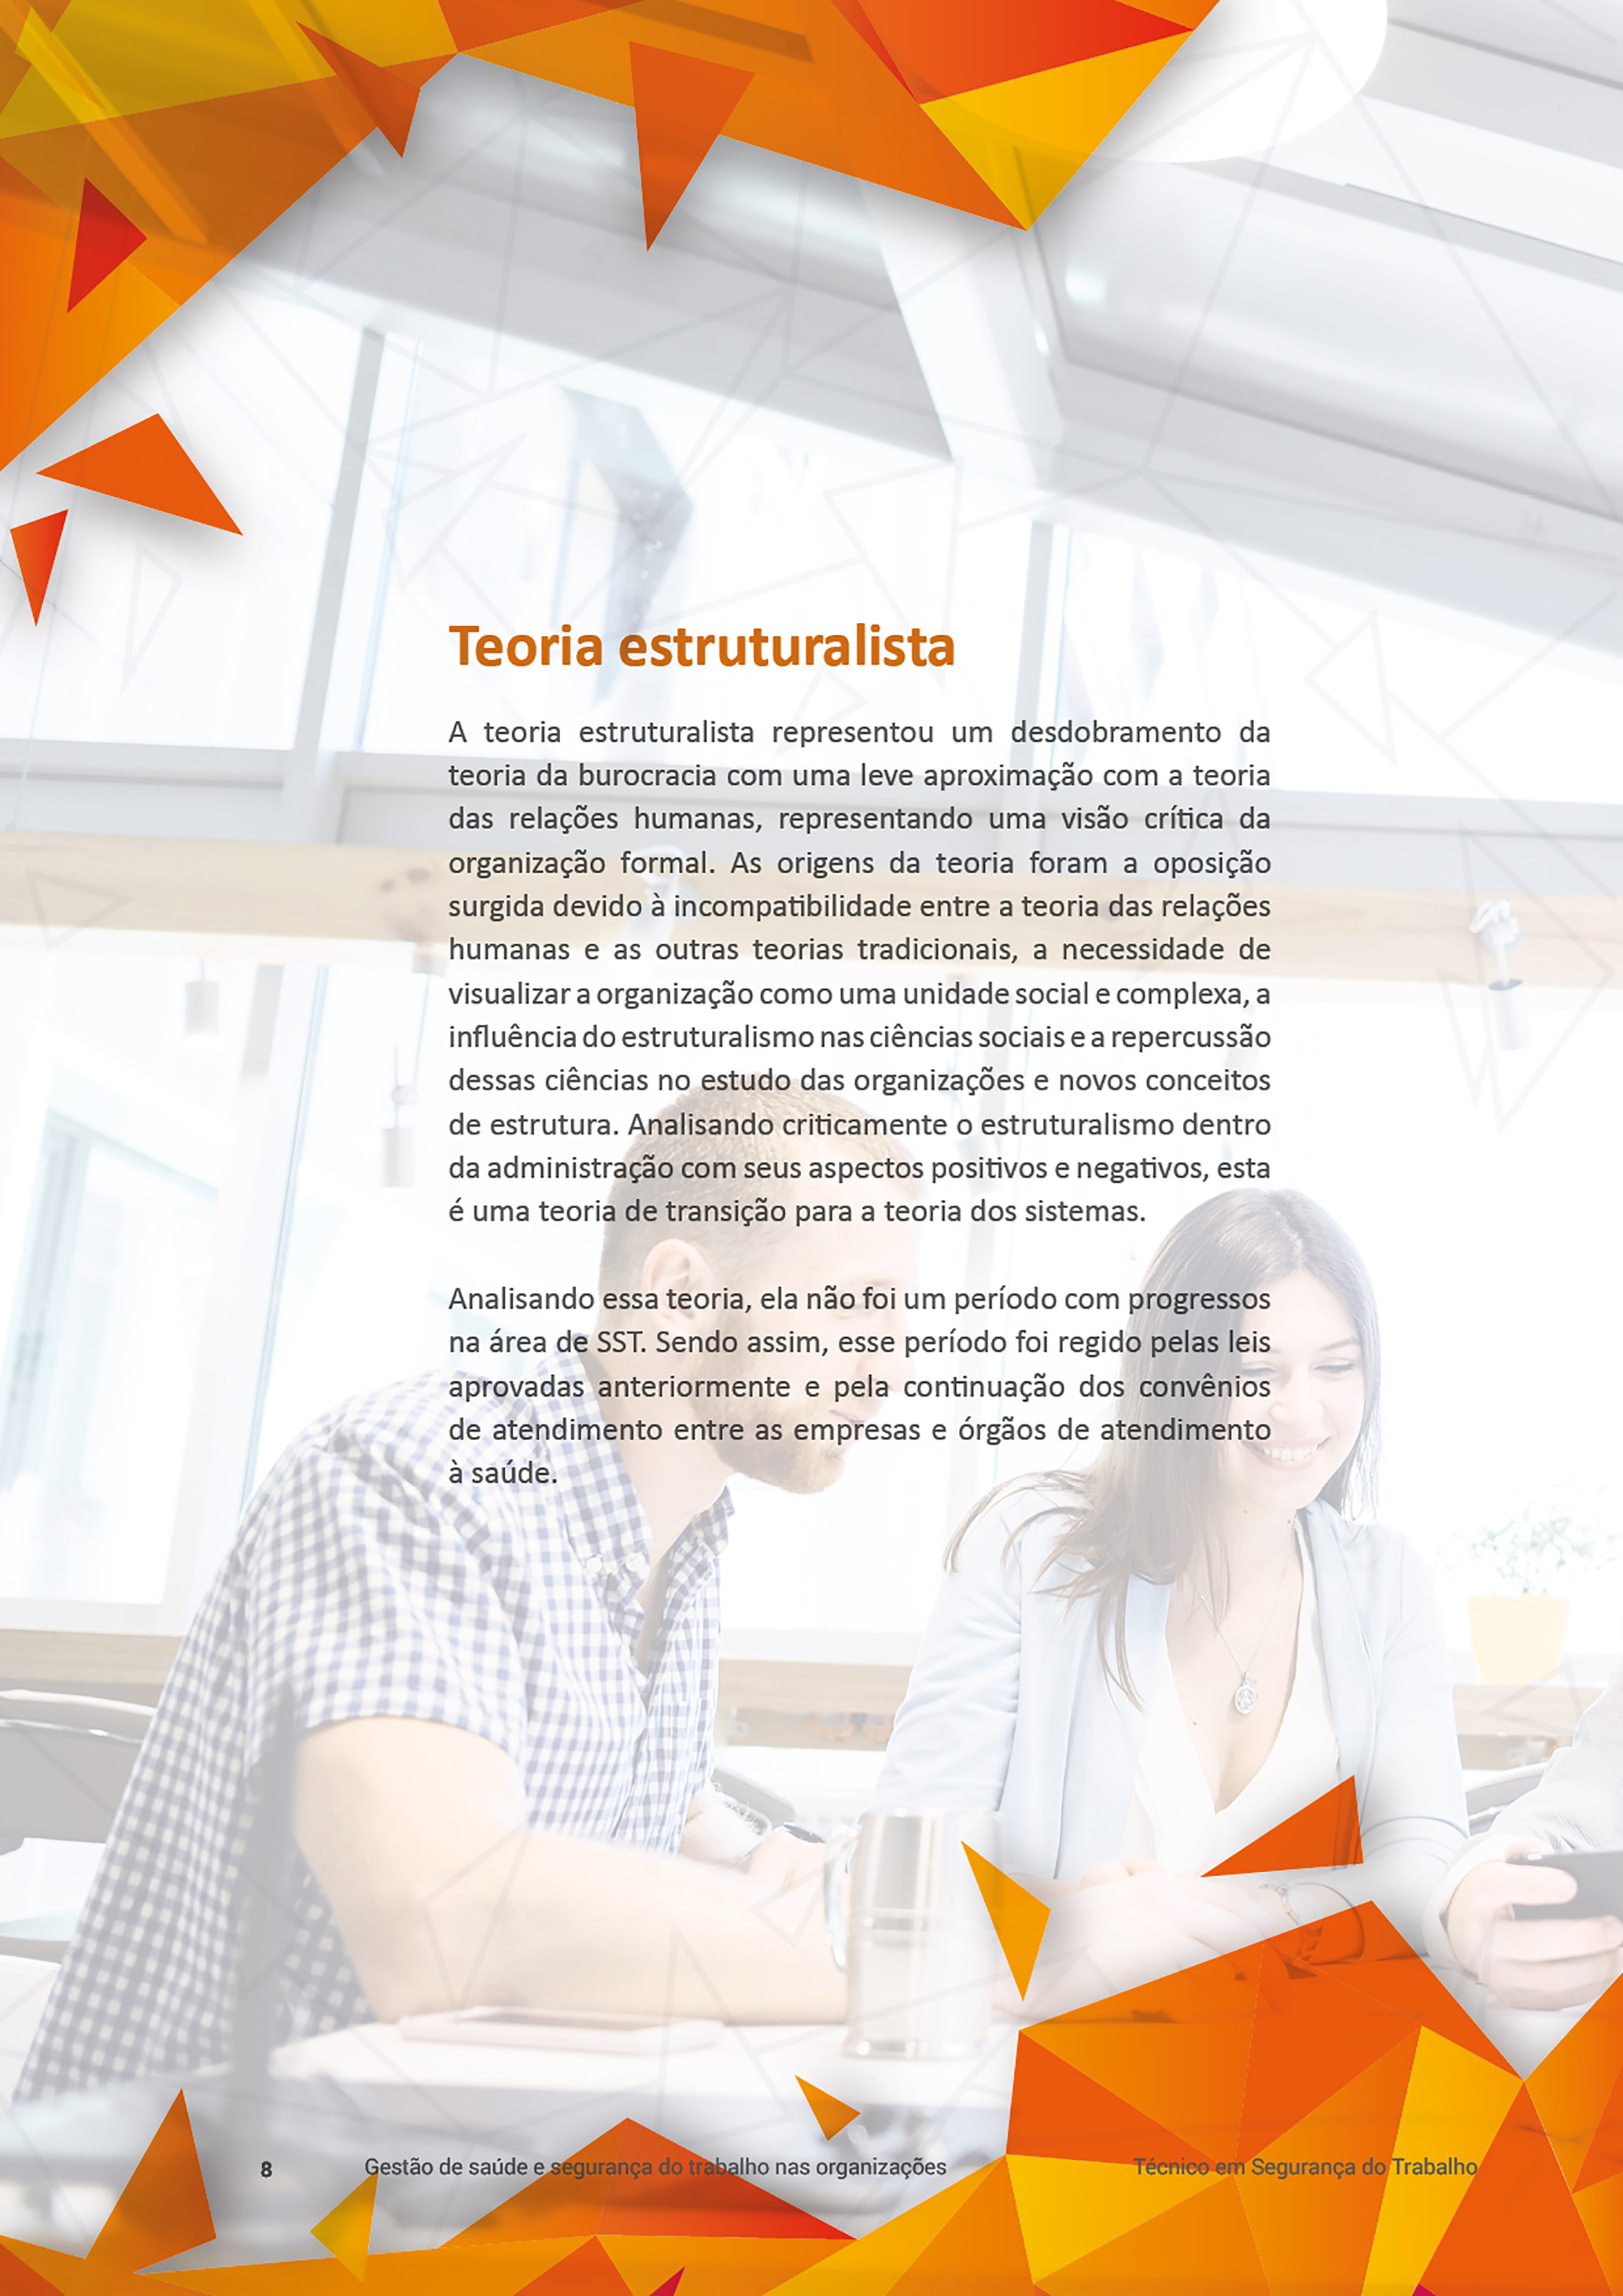 Teoria estruturalista
A teoria estruturalista representou um desdobramento da
teoria da burocracia com uma leve aproximação com a teoria
das relações humanas, representando uma visão crítica da
organização formal. As origens da teoria foram a oposição
surgida devido à incompatibilidade entre a teoria das relações
humanas e as outras teorias tradicionais, a necessidade de
visualizar a organização como uma unidade social e complexa, a
influência do estruturalismo nas ciências sociais e a repercussão
dessas ciências no estudo das organizações e novos conceitos
de estrutura. Analisando criticamente o estruturalismo dentro
da administração com seus aspectos positivos e negativos, esta
é uma teoria de transição para a teoria dos sistemas.
Analisando essa teoria, ela não foi um período com progressos
na área de SST. Sendo assim, esse período foi regido pelas leis
aprovadas anteriormente e pela continuação dos convênios
de atendimento entre as empresas e órgãos de atendimento
à saúde.
8 Gestão de saúde e segurança do trabalho nas organizações Técnico em Segurança do Trabalho